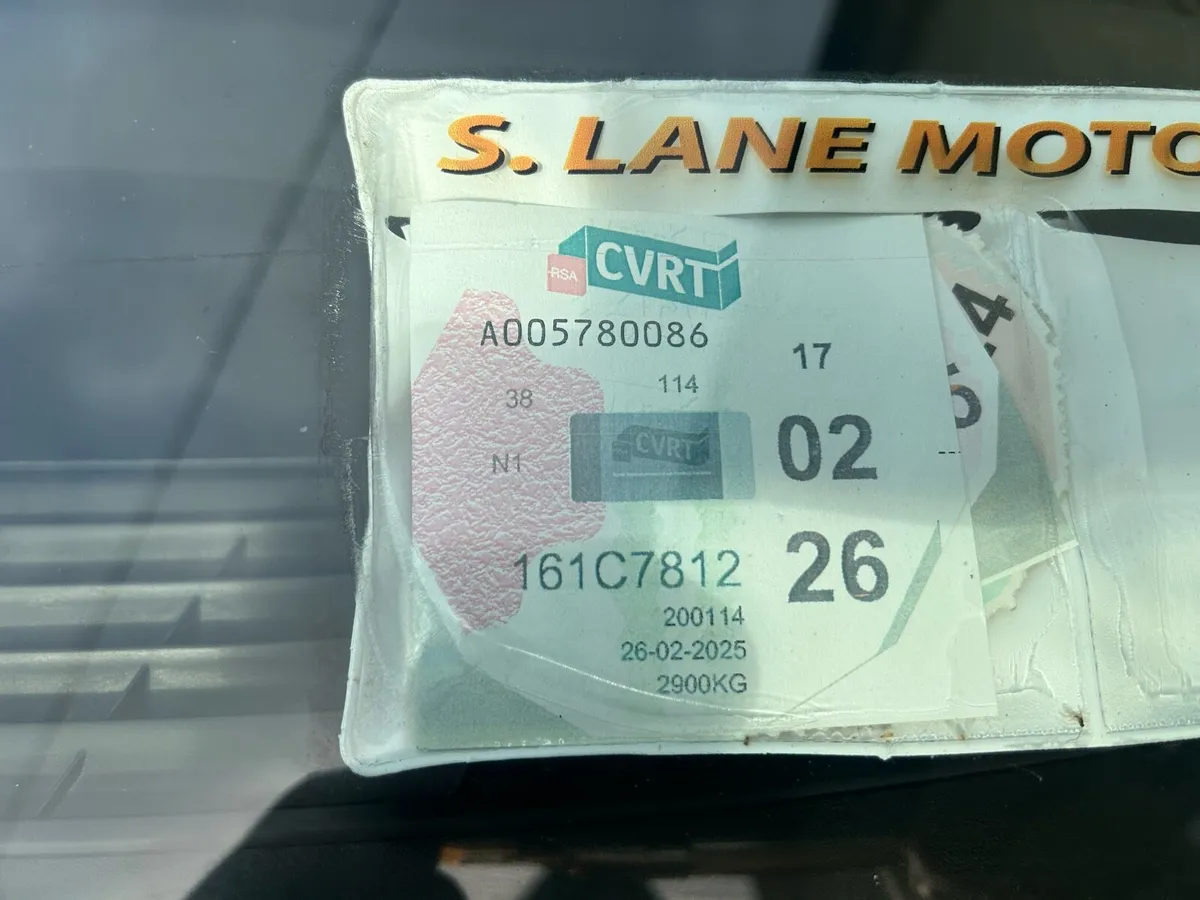 S. LANE MOTO
RSA CVRT
A005780086
17
38 114
CVRT
02
N1
161C7812
26
200114
26-02-2025
2900KG